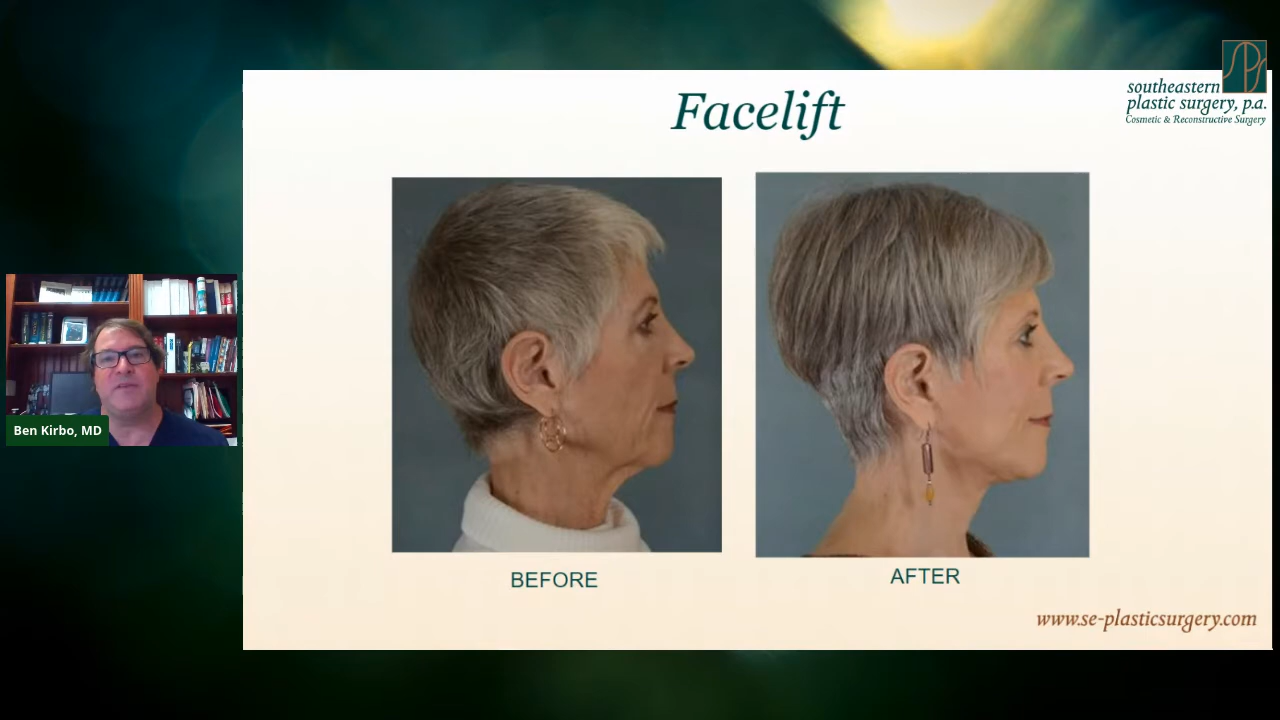 Facelift
southeastern
plastic surgery, p.a.
Cosmetic & Reconstructive Surgery
Ben Kirbo, MD
BEFORE
AFTER
www.se-plasticsurgery.com